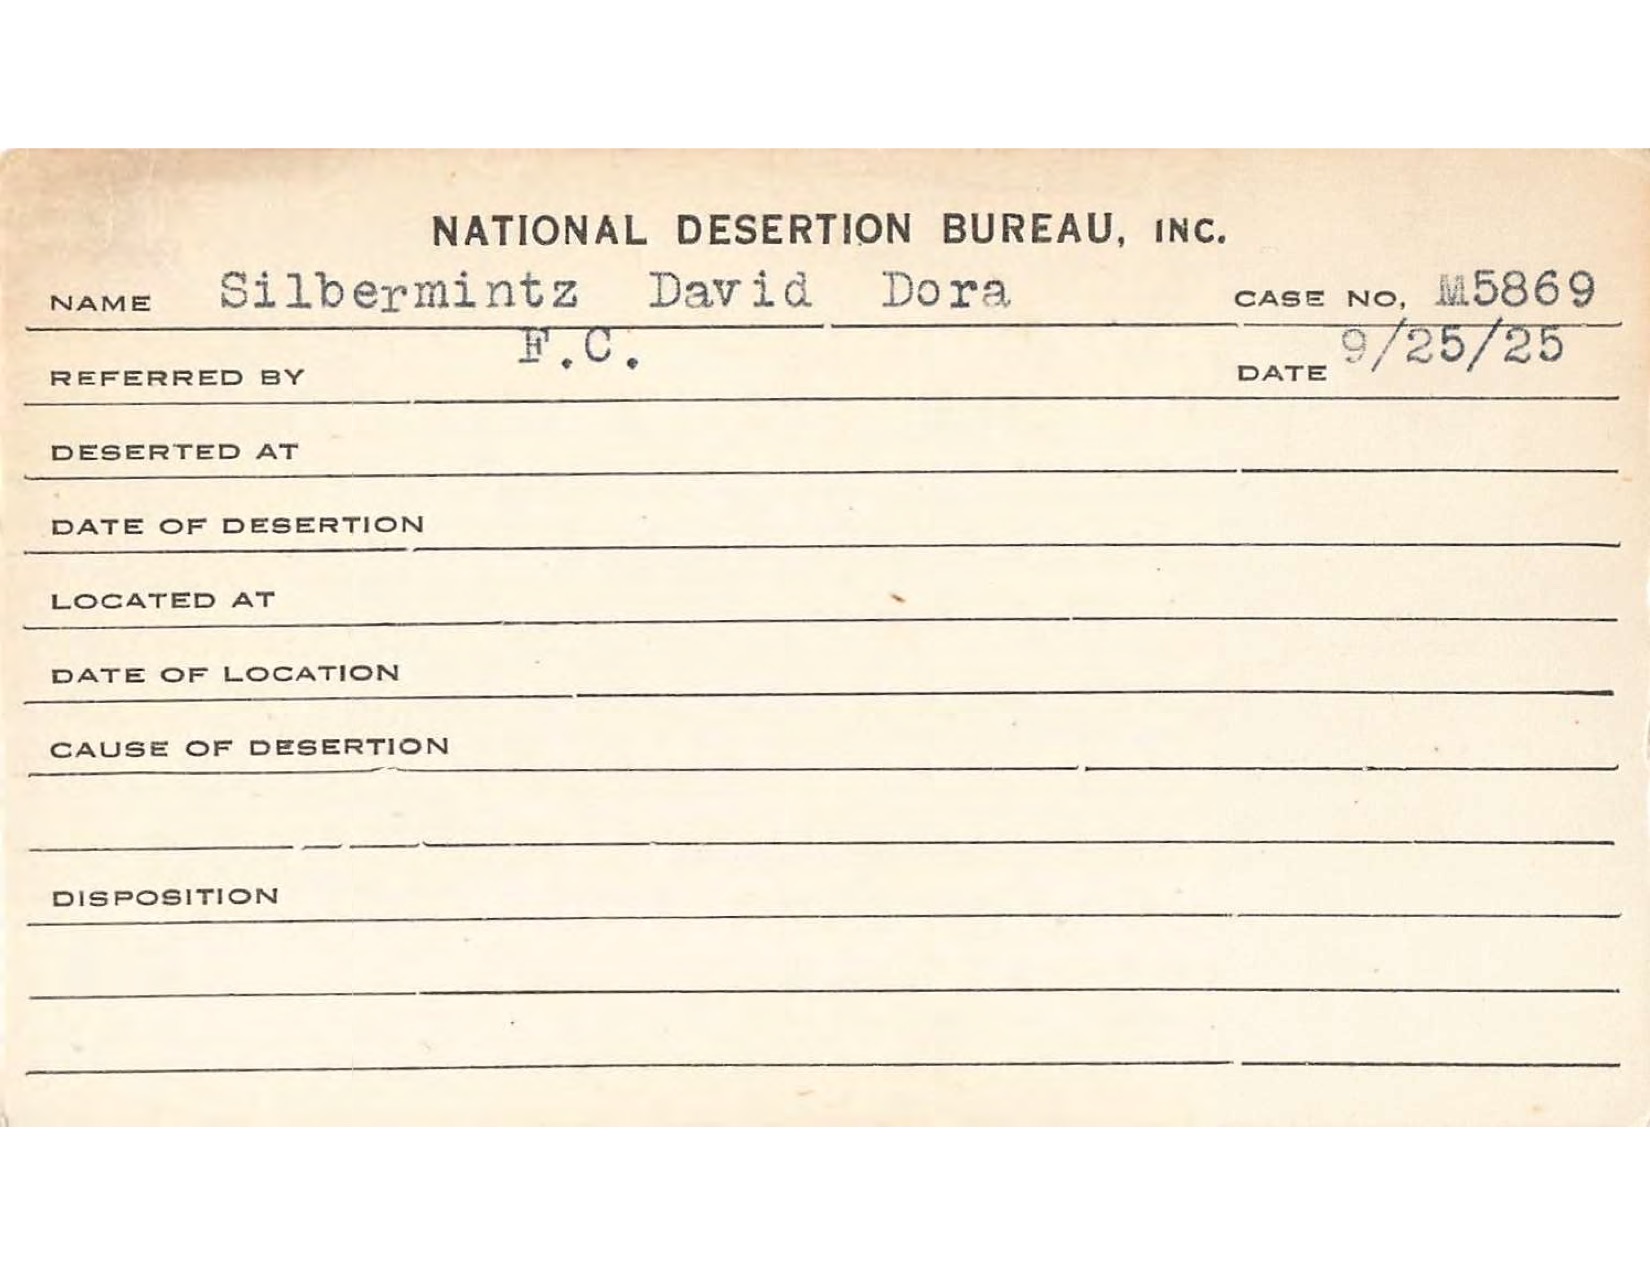 NATIONAL DESERTION BUREAU, INC.
NAME Silbermintz David Dora CASE NO. M5869
REFERRED BY F.C. DATE 9/25/25
DESERTED AT
DATE OF DESERTION
LOCATED AT
DATE OF LOCATION
CAUSE OF DESERTION
DISPOSITION